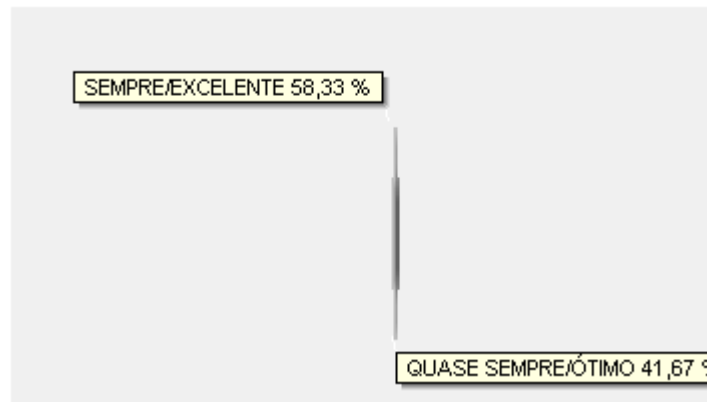 SEMPRE/EXCELENTE 58,33 %
QUASE SEMPRE/ÓTIMO 41,67 %